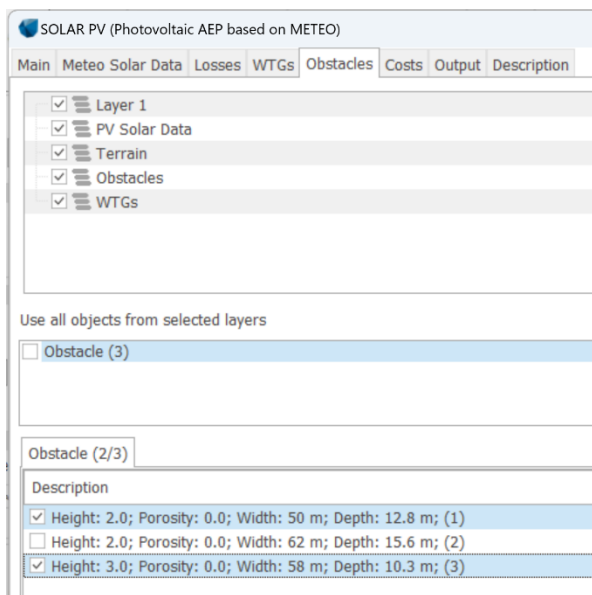 SOLAR PV (Photovoltaic AEP based on METEO)
Main Meteo Solar Data Losses WTGs Obstacles Costs Output Description
Layer 1
PV Solar Data
Terrain
Obstacles
WTGs
Use all objects from selected layers
Obstacle (3)
Obstacle (2/3)
Description
Height: 2.0; Porosity: 0.0; Width: 50 m; Depth: 12.8 m; (1)
Height: 2.0; Porosity: 0.0; Width: 62 m; Depth: 15.6 m; (2)
Height: 3.0; Porosity: 0.0; Width: 58 m; Depth: 10.3 m; (3)